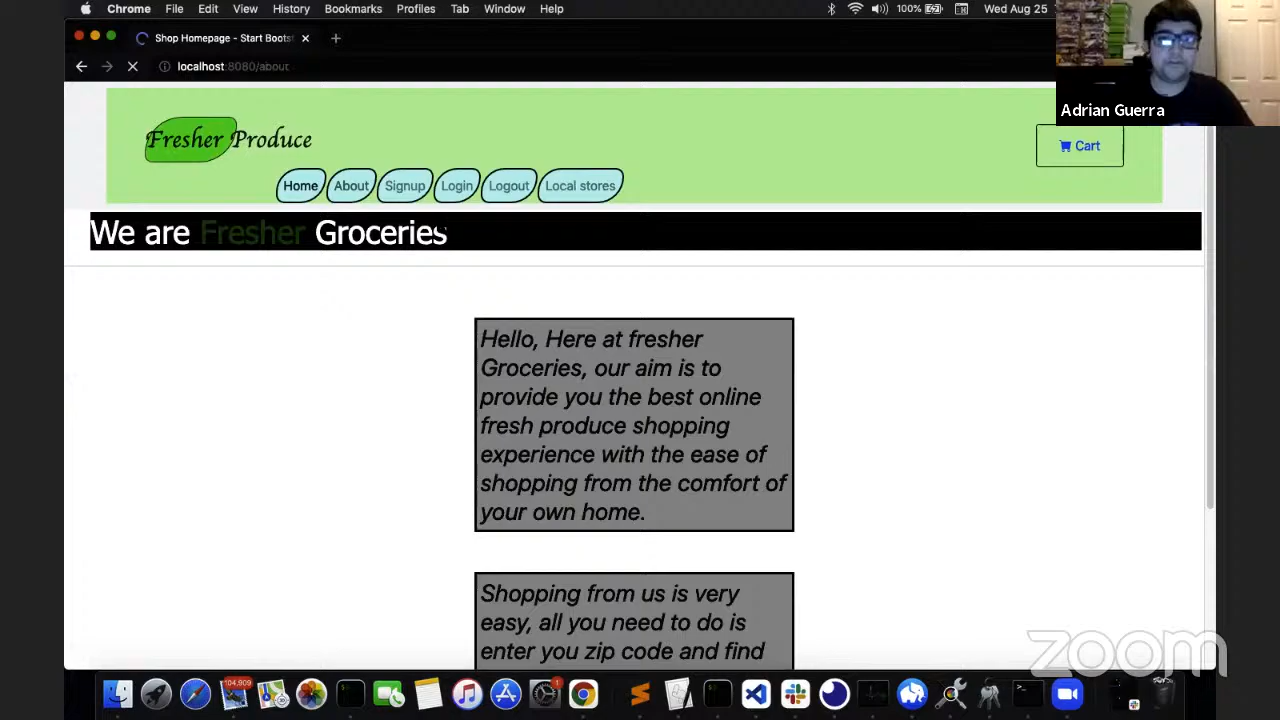 Chrome File Edit View History Bookmarks Profiles Tab Window Help 100% Wed Aug 25
Shop Homepage - Start Boots
localhost:8080/about
Adrian Guerra
Fresher Produce
Cart
Home About Signup Login Logout Local stores
We are Fresher Groceries
Hello, Here at fresher
Groceries, our aim is to
provide you the best online
fresh produce shopping
experience with the ease of
shopping from the comfort of
your own home.
Shopping from us is very
easy, all you need to do is
enter you zip code and find
zoom
104,909
1